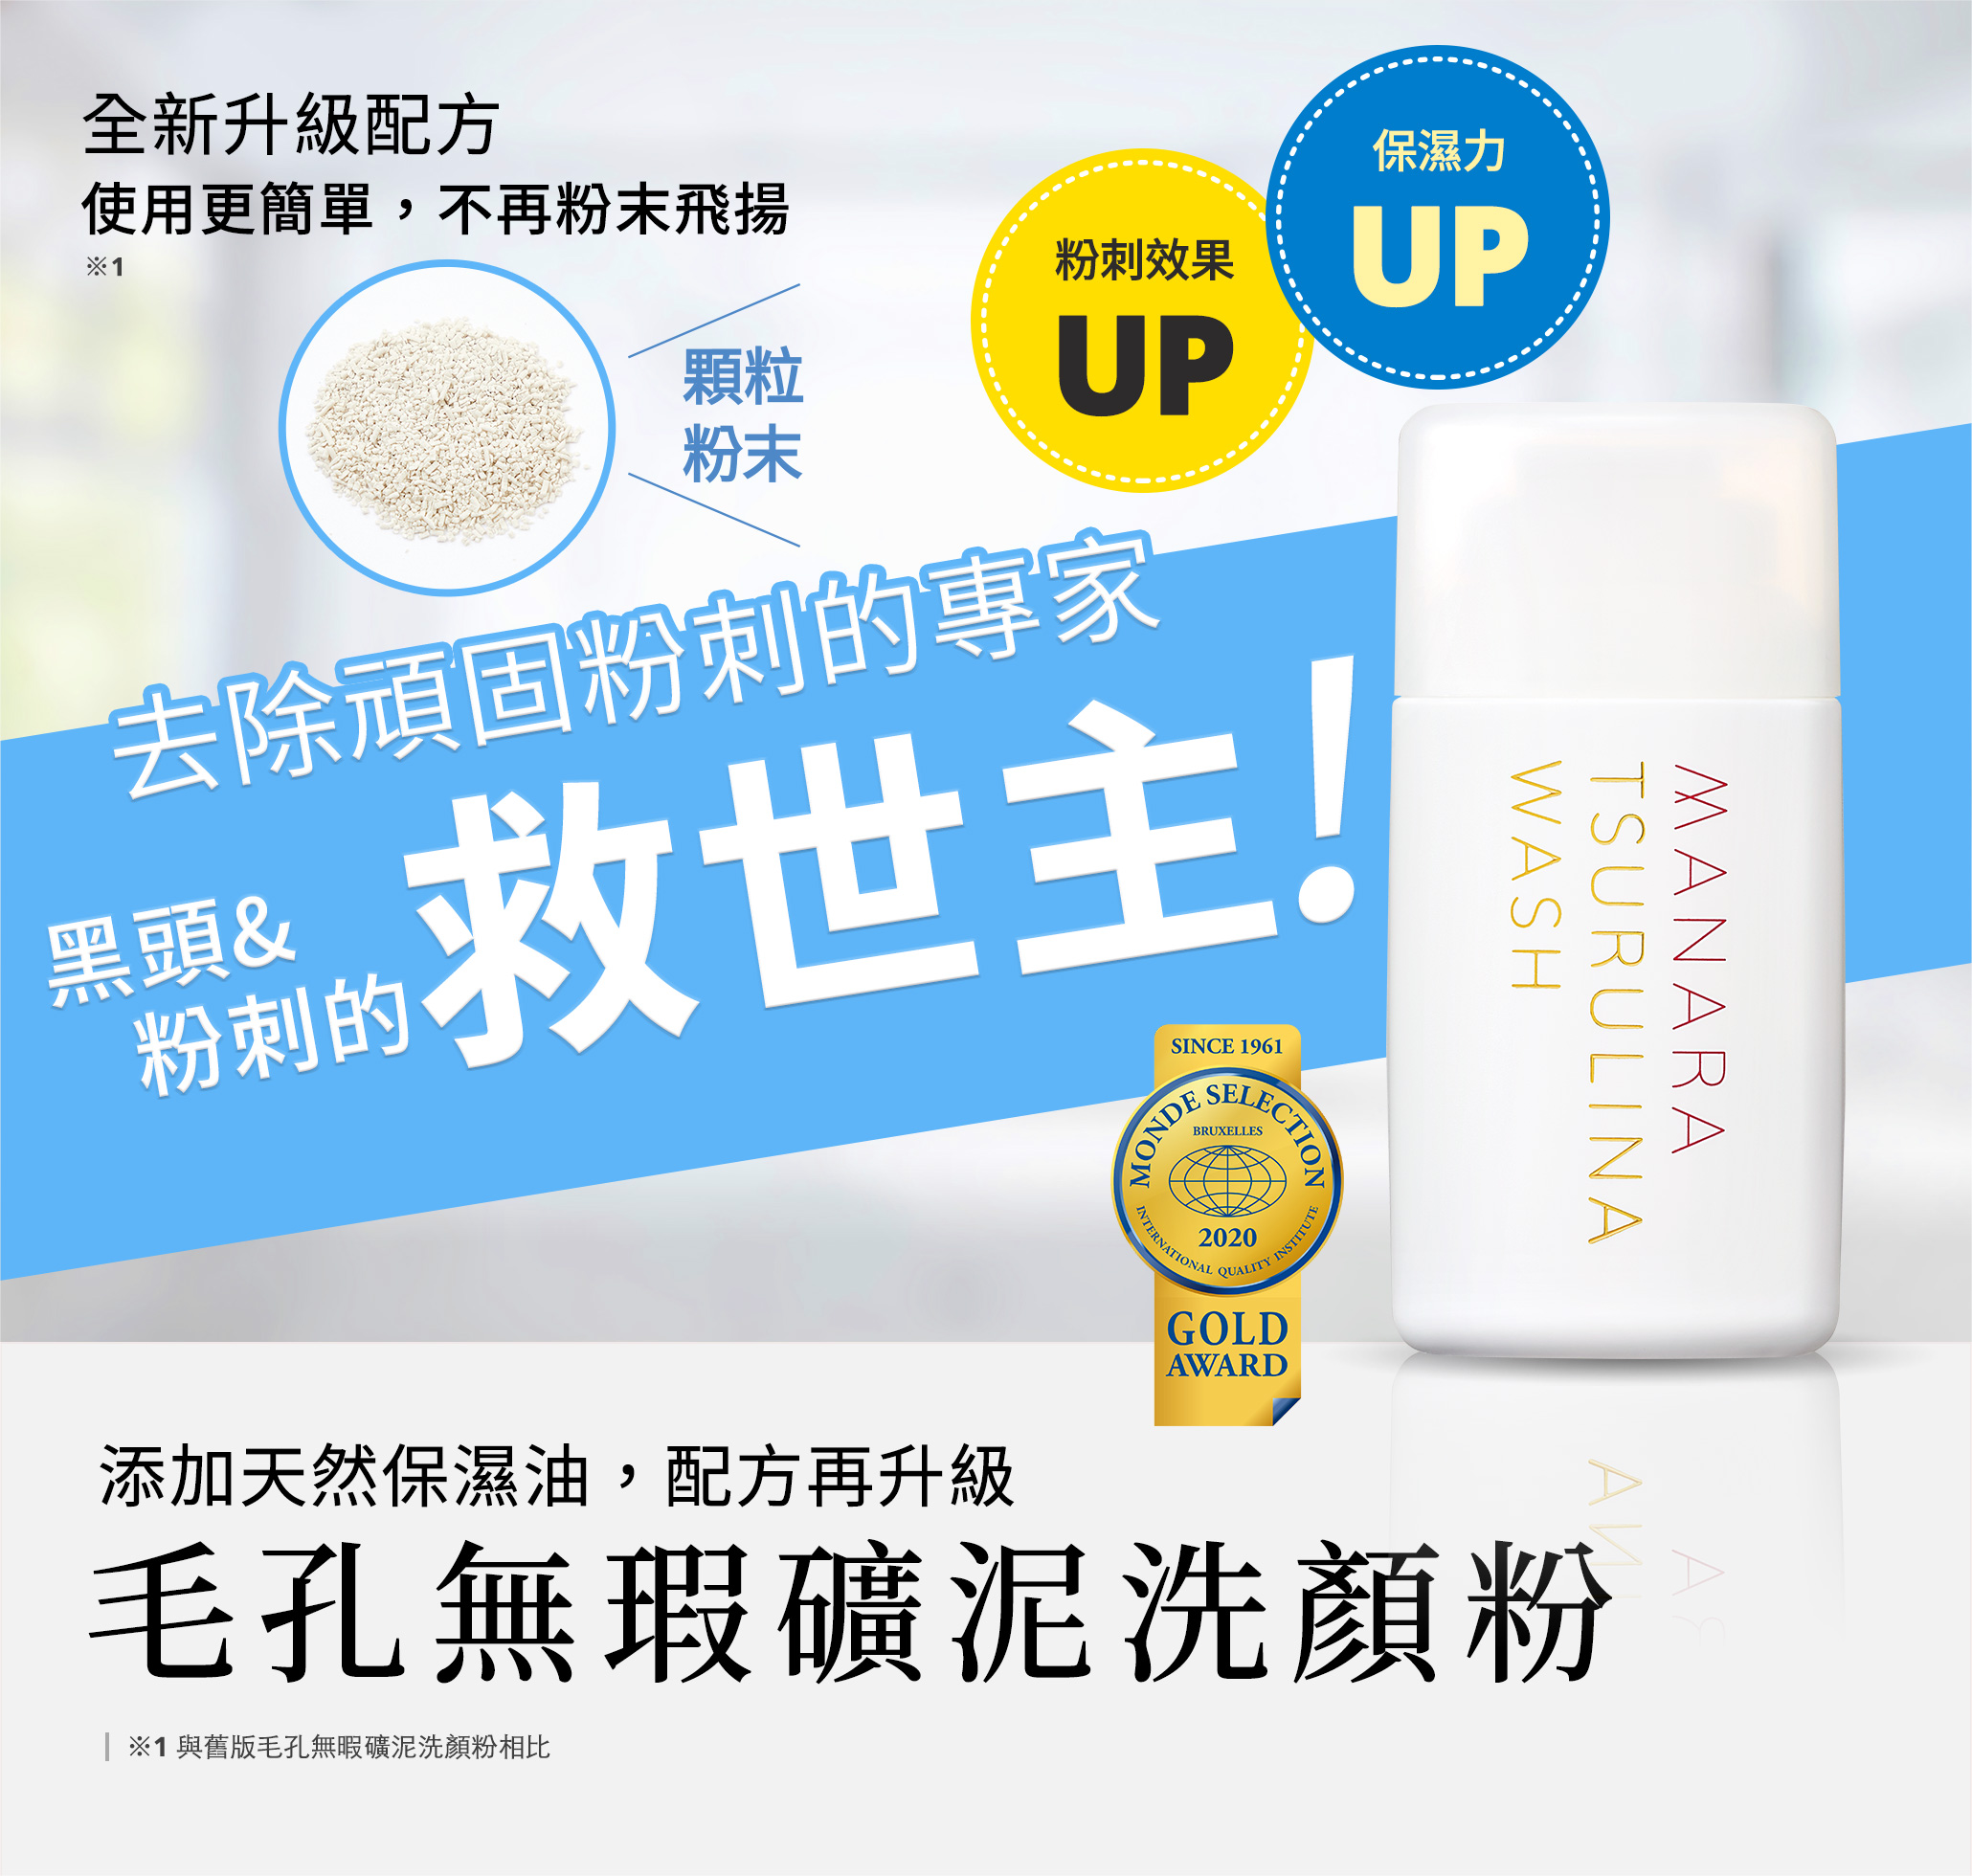 全新升級配方
使用更簡單，不再粉末飛揚
※1
顆粒
粉末
粉刺效果
UP
保濕力
UP
去除頑固粉刺的專家
黑頭&
粉刺的
救世主！
MANARA
TSURULINA
WASH
SINCE 1961
MONDE SELECTION
BRUXELLES
2020
INTERNATIONAL QUALITY INSTITUTE
GOLD
AWARD
添加天然保濕油，配方再升級
毛孔無瑕礦泥洗顏粉
※1 與舊版毛孔無暇礦泥洗顏粉相比